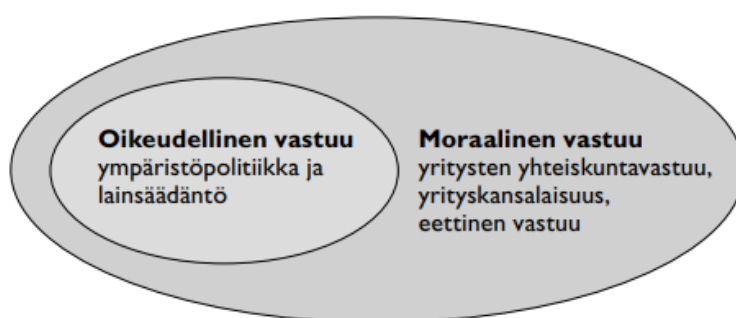 Oikeudellinen vastuu
ympäristöpolitiikka ja
lainsäädäntö
Moraalinen vastuu
yritysten yhteiskuntavastuu,
yrityskansalaisuus,
eettinen vastuu